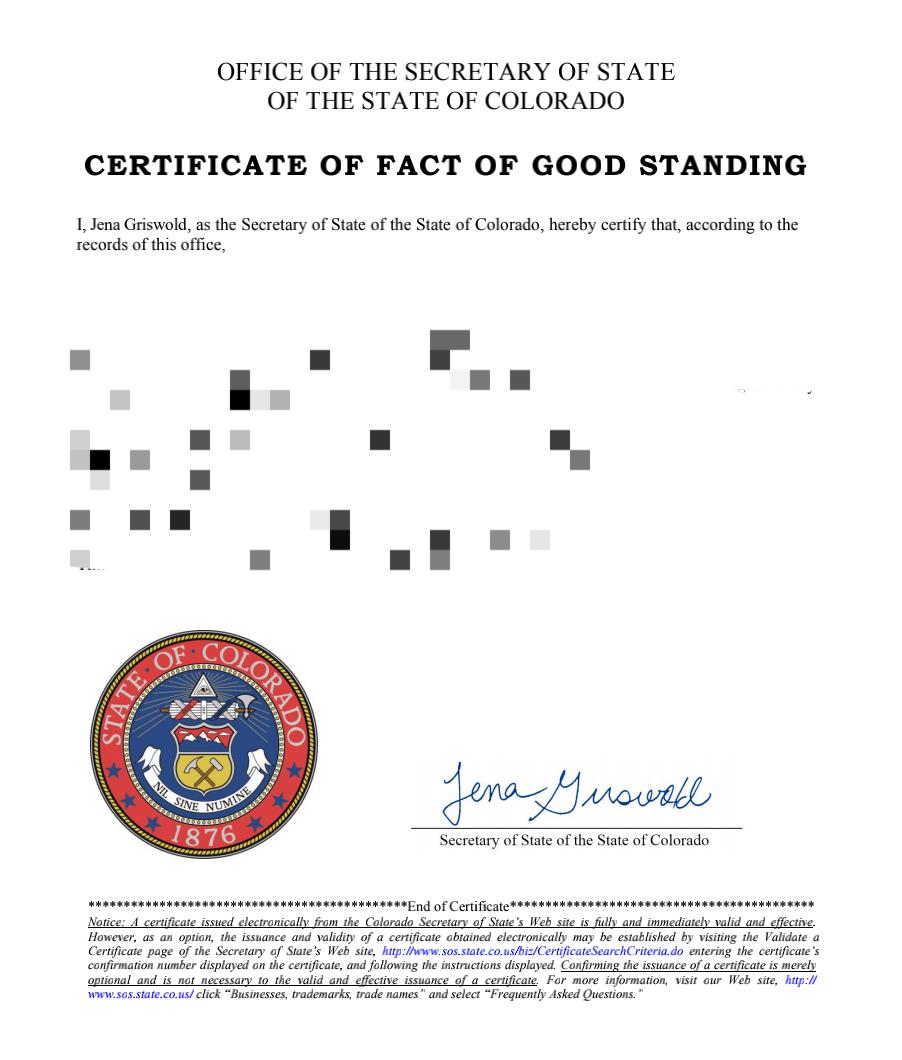 OFFICE OF THE SECRETARY OF STATE
OF THE STATE OF COLORADO
CERTIFICATE OF FACT OF GOOD STANDING
I, Jena Griswold, as the Secretary of State of the State of Colorado, hereby certify that, according to the
records of this office,
STATE OF COLORADO
NIL SINE NUMINE
1876
Jena Griswold
Secretary of State of the State of Colorado
********************************************End of Certificate******************************************
Notice: A certificate issued electronically from the Colorado Secretary of State's Web site is fully and immediately valid and effective.
However, as an option, the issuance and validity of a certificate obtained electronically may be established by visiting the Validate a
Certificate page of the Secretary of State's Web site, http://www.sos.state.co.us/biz/CertificateSearchCriteria.do entering the certificate's
confirmation number displayed on the certificate, and following the instructions displayed. Confirming the issuance of a certificate is merely
optional and is not necessary to the valid and effective issuance of a certificate. For more information, visit our Web site, http://
www.sos.state.co.us/ click “Businesses, trademarks, trade names” and select “Frequently Asked Questions.”